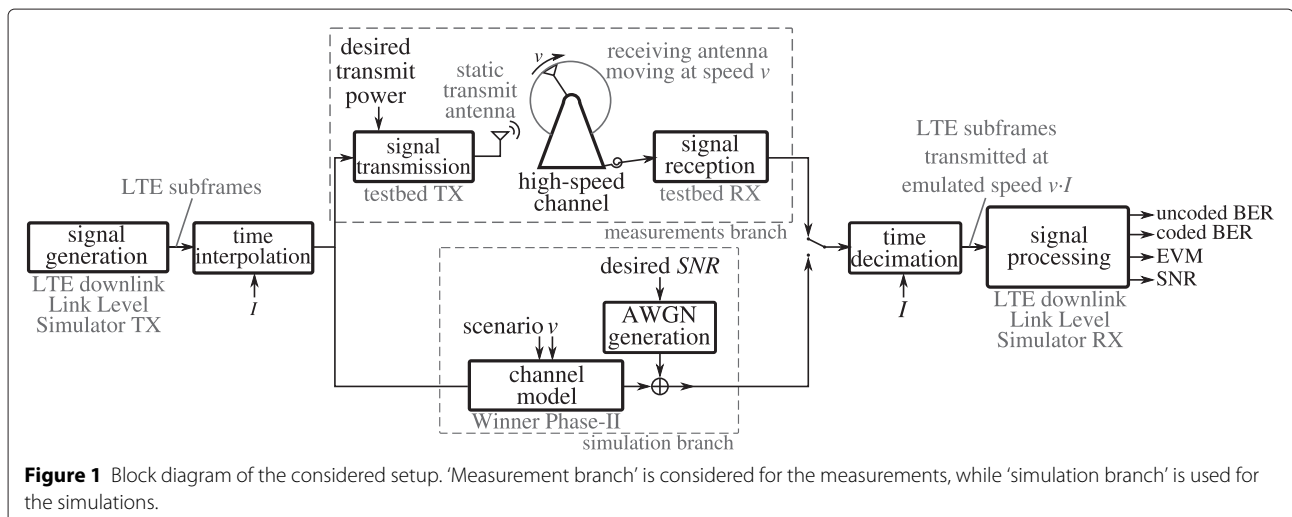 desired
transmit
power
static
transmit
antenna
v
receiving antenna
moving at speed v
signal
transmission
testbed TX
high-speed
channel
signal
reception
testbed RX
measurements branch
LTE subframes
signal
generation
LTE downlink
Link Level
Simulator TX
time
interpolation
I
desired SNR
AWGN
generation
scenario v
channel
model
Winner Phase-II
simulation branch
LTE subframes
transmitted at
emulated speed v·I
time
decimation
I
signal
processing
LTE downlink
Link Level
Simulator RX
uncoded BER
coded BER
EVM
SNR
Figure 1 Block diagram of the considered setup. ‘Measurement branch’ is considered for the measurements, while ‘simulation branch’ is used for
the simulations.